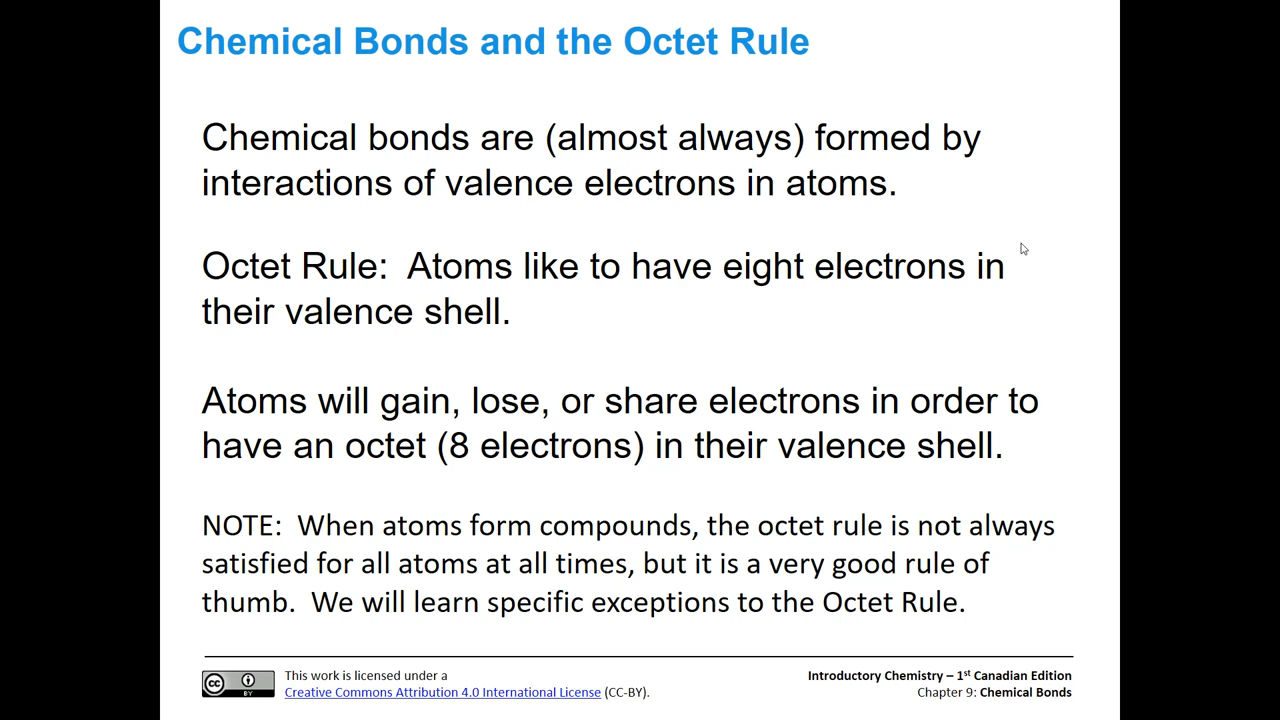 Chemical Bonds and the Octet Rule
Chemical bonds are (almost always) formed by
interactions of valence electrons in atoms.
Octet Rule:  Atoms like to have eight electrons in
their valence shell.
Atoms will gain, lose, or share electrons in order to
have an octet (8 electrons) in their valence shell.
NOTE:  When atoms form compounds, the octet rule is not always
satisfied for all atoms at all times, but it is a very good rule of
thumb.  We will learn specific exceptions to the Octet Rule.
cc
BY
This work is licensed under a
Creative Commons Attribution 4.0 International License (CC-BY).
Introductory Chemistry – 1st Canadian Edition
Chapter 9: Chemical Bonds